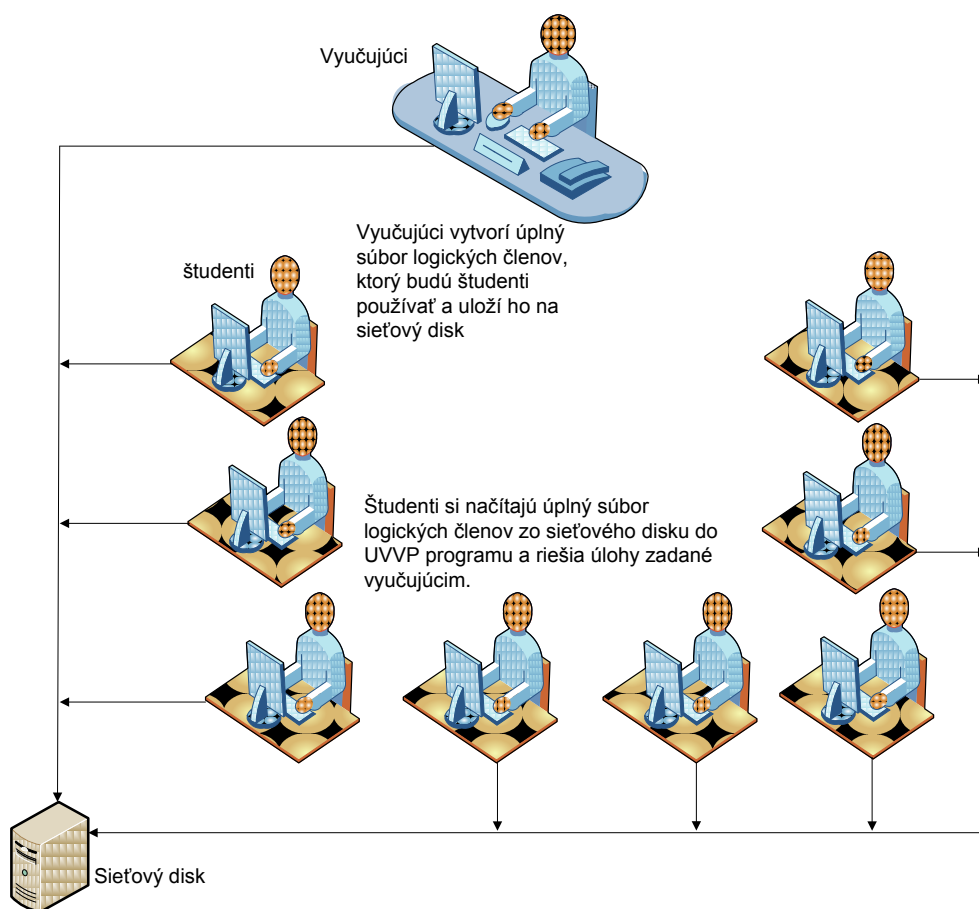 Vyučujúci
Vyučujúci vytvorí úplný
súbor logických členov,
ktorý budú študenti
používať a uloží ho na
sieťový disk
študenti
Študenti si načítajú úplný súbor
logických členov zo sieťového disku do
UVVP programu a riešia úlohy zadané
vyučujúcim.
Sieťový disk